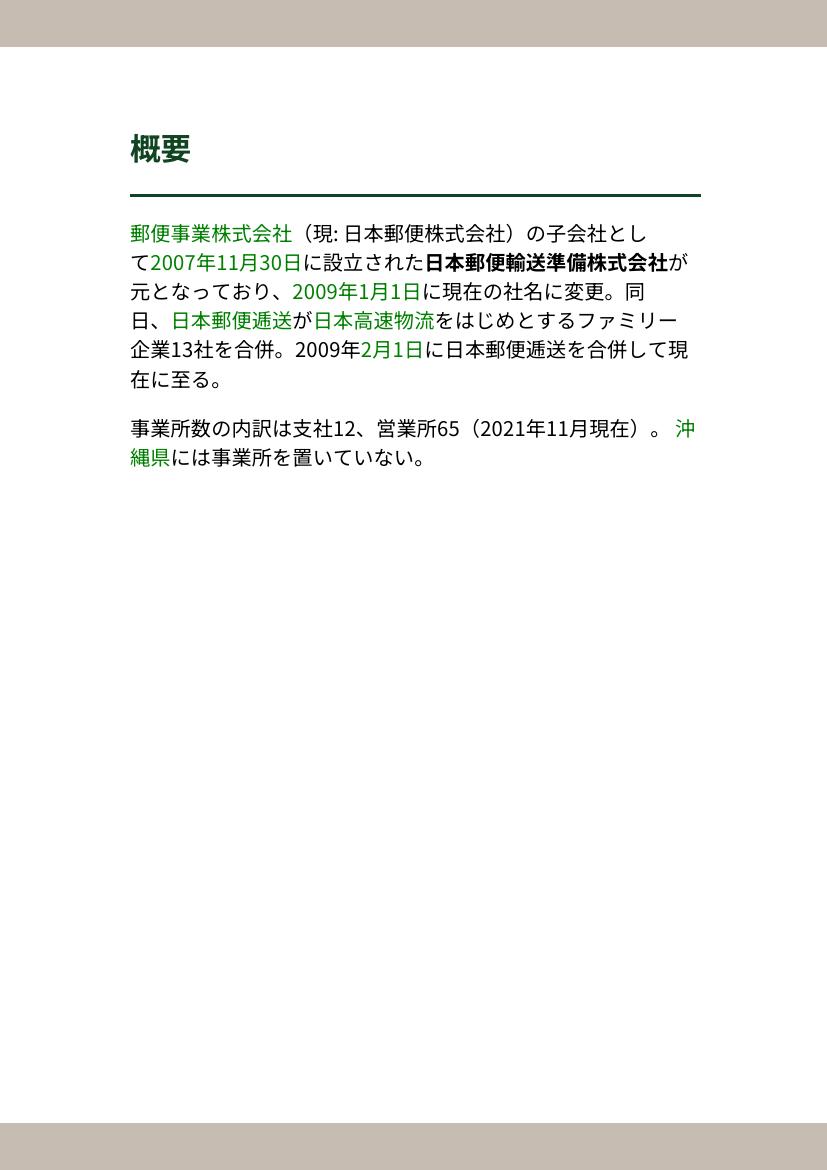 概要
郵便事業株式会社（現: 日本郵便株式会社）の子会社とし
て2007年11月30日に設立された日本郵便輸送準備株式会社が
元となっており、2009年1月1日に現在の社名に変更。同
日、日本郵便逓送が日本高速物流をはじめとするファミリー
企業13社を合併。2009年2月1日に日本郵便逓送を合併して現
在に至る。
事業所数の内訳は支社12、営業所65（2021年11月現在）。 沖
縄県には事業所を置いていない。